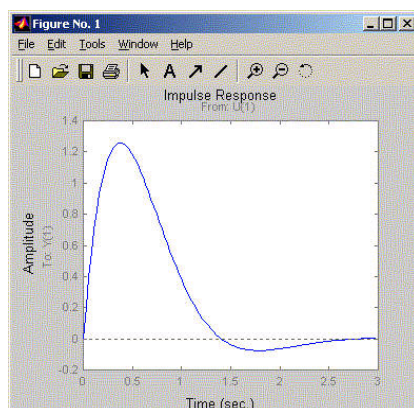 Figure No. 1
File Edit Tools Window Help
A
Impulse Response
From: U(1)
1.4
1.2
1
0.8
0.6
0.4
0.2
0
-0.2
Amplitude
To: Y(1)
0 0.5 1 1.5 2 2.5 3
Time (sec.)